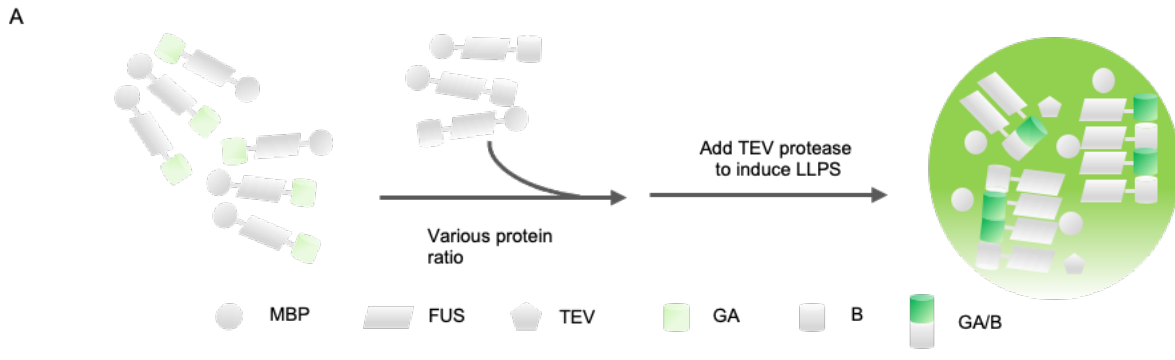 A
Add TEV protease
to induce LLPS
Various protein
ratio
MBP
FUS
TEV
GA
B
GA/B